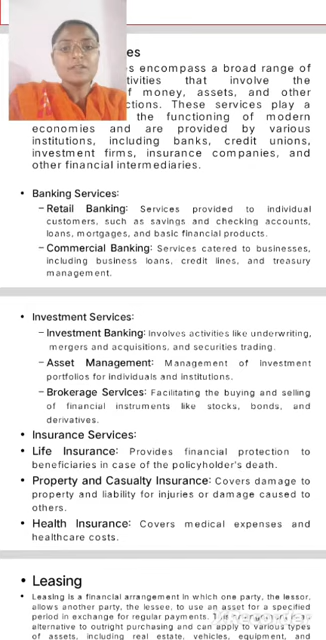 es
s encompass a broad range of
tivities that involve the
f money, assets, and other
ctions. These services play a
the functioning of modern
economies and are provided by various
institutions, including banks, credit unions,
investment firms, insurance companies, and
other financial intermediaries.
• Banking Services:
– Retail Banking: Services provided to individual
customers, such as savings and checking accounts,
loans, mortgages, and basic financial products.
– Commercial Banking: Services catered to businesses,
including business loans, credit lines, and treasury
management.
• Investment Services:
– Investment Banking: Involves activities like underwriting,
mergers and acquisitions, and securities trading.
– Asset Management: Management of investment
portfolios for individuals and institutions.
– Brokerage Services: Facilitating the buying and selling
of financial instruments like stocks, bonds, and
derivatives.
• Insurance Services:
• Life Insurance: Provides financial protection to
beneficiaries in case of the policyholder's death.
• Property and Casualty Insurance: Covers damage to
property and liability for injuries or damage caused to
others.
• Health Insurance: Covers medical expenses and
healthcare costs.
• Leasing
• Leasing is a financial arrangement in which one party, the lessor,
allows another party, the lessee, to use an asset for a specified
period in exchange for regular payments.
alternative to outright purchasing and can apply to various types
of assets, including real estate, vehicles, equipment, and